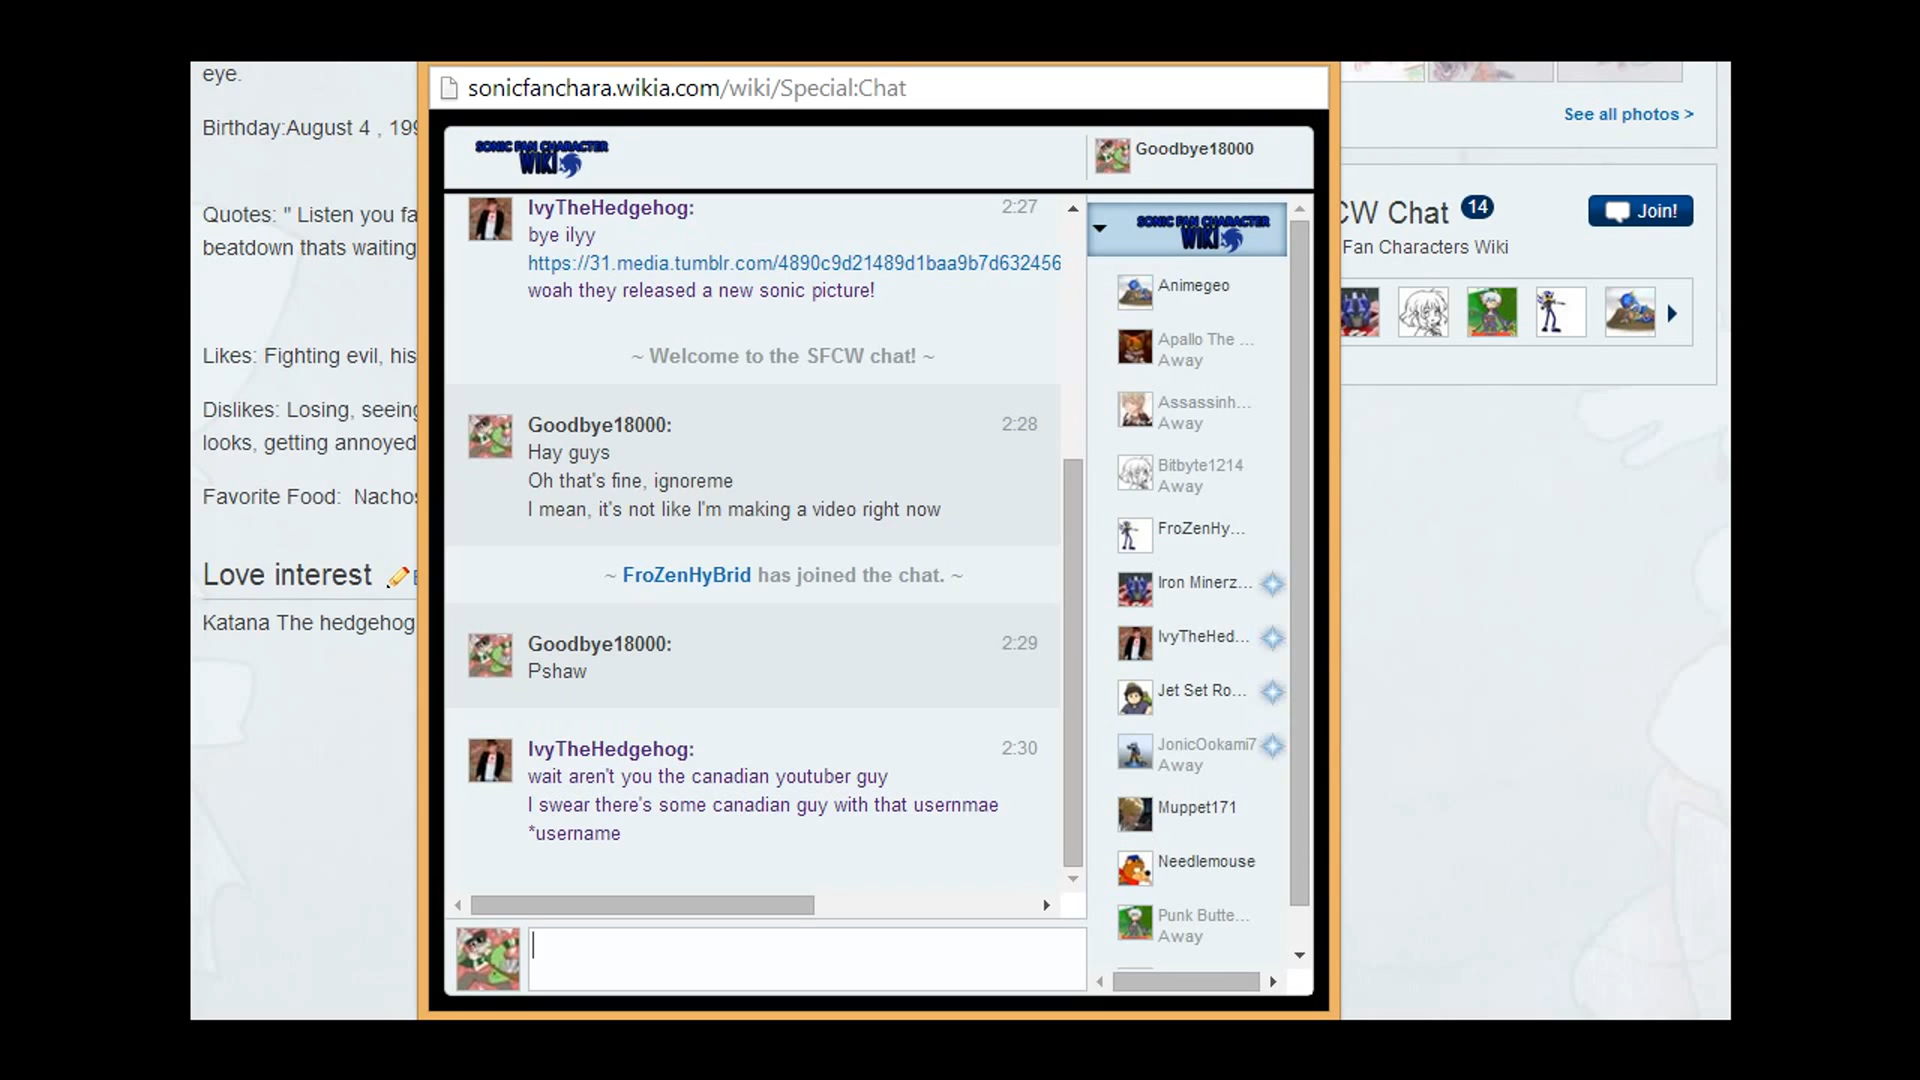 eye.
Birthday:August 4 , 199
Quotes: " Listen you fa
beatdown thats waiting
Likes: Fighting evil, his
Dislikes: Losing, seeing
looks, getting annoyed
Favorite Food: Nachos
Love interest
Katana The hedgehog
sonicfanchara.wikia.com/wiki/Special:Chat
SONIC FAN CHARACTER
WIKI
Goodbye18000
IvyTheHedgehog: 2:27
bye ilyy
https://31.media.tumblr.com/4890c9d21489d1baa9b7d632456
woah they released a new sonic picture!
~ Welcome to the SFCW chat! ~
Goodbye18000: 2:28
Hay guys
Oh that's fine, ignoreme
I mean, it's not like I'm making a video right now
~ FroZenHyBrid has joined the chat. ~
Goodbye18000: 2:29
Pshaw
IvyTheHedgehog: 2:30
wait aren't you the canadian youtuber guy
I swear there's some canadian guy with that usernmae
*username
SONIC FAN CHARACTER
WIKI
Animegeo
Apallo The ...
Away
Assassinh...
Away
Bitbyte1214
Away
FroZenHy...
Iron Minerz...
IvyTheHed...
Jet Set Ro...
JonicOokami7
Away
Muppet171
Needlemouse
Punk Butte...
Away
See all photos >
CW Chat 14 Join!
Fan Characters Wiki